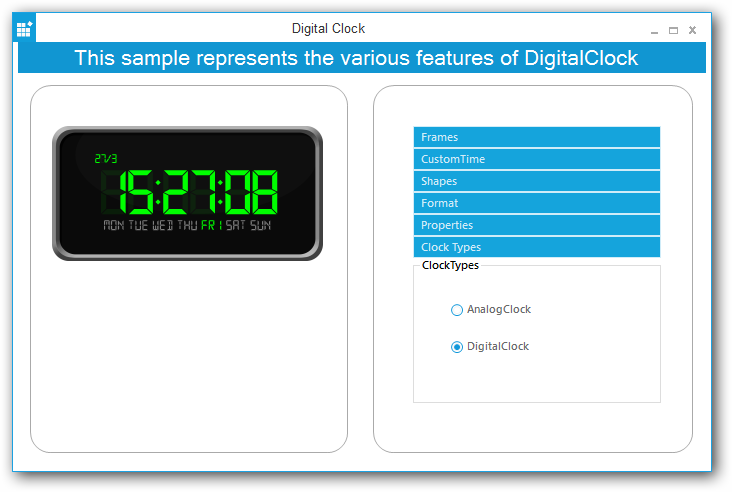 Digital Clock
This sample represents the various features of DigitalClock
27/3
15:27:08
MON TUE WED THU FRI SAT SUN
Frames
CustomTime
Shapes
Format
Properties
Clock Types
ClockTypes
AnalogClock
DigitalClock